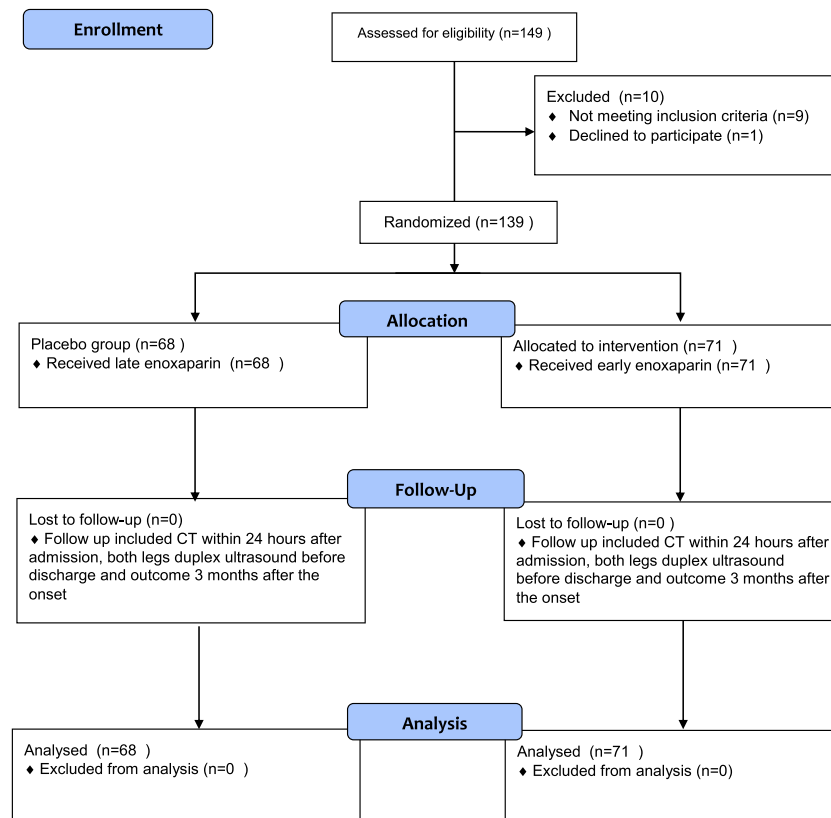 Enrollment
Assessed for eligibility (n=149)
Excluded (n=10)
♦ Not meeting inclusion criteria (n=9)
♦ Declined to participate (n=1)
Randomized (n=139 )
Allocation
Placebo group (n=68 )
♦ Received late enoxaparin (n=68 )
Allocated to intervention (n=71 )
♦ Received early enoxaparin (n=71 )
Follow-Up
Lost to follow-up (n=0)
♦ Follow up included CT within 24 hours after
admission, both legs duplex ultrasound before
discharge and outcome 3 months after the
onset
Lost to follow-up (n=0 )
♦ Follow up included CT within 24 hours after
admission, both legs duplex ultrasound
before discharge and outcome 3 months after
the onset
Analysis
Analysed (n=68 )
♦ Excluded from analysis (n=0 )
Analysed (n=71 )
♦ Excluded from analysis (n=0)